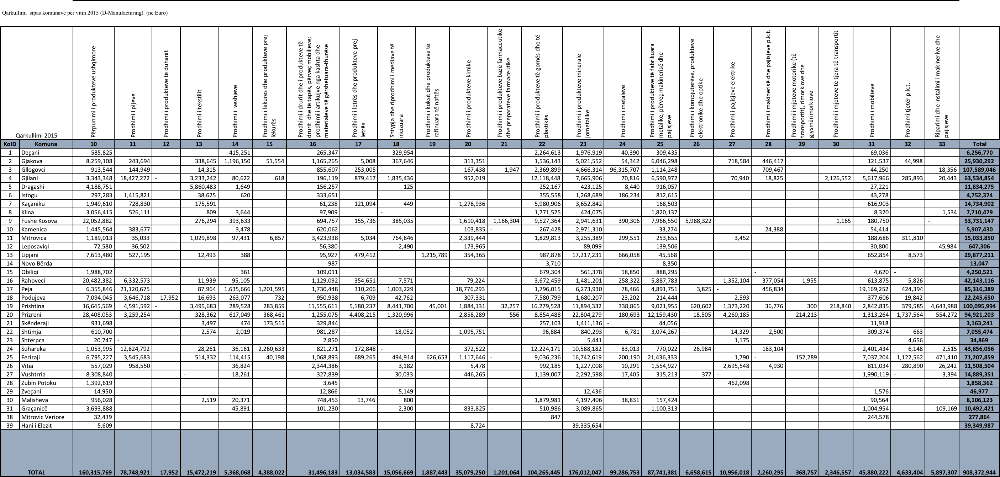 Qarkullimi sipas komunave per vitin 2015 (D-Manufacturing) (ne Euro)
Qarkullimi 2015
Përpunimi i produkteve ushqimore
Prodhimi i pijeve
Prodhimi i produkteve të duhanit
Prodhimi i tekstilit
Prodhimi i veshjeve
Prodhimi i lëkurës dhe produkteve prej
lëkurës
Prodhimi i drurit dhe i produkteve të
drurit dhe të tapës, përveç mobilieve;
prodhimi i artikujve nga kashta dhe
materialeve të gërshetuara-thurëse
Prodhimi i letrës dhe produkteve prej
letrës
Shtypja dhe riprodhimi i mediave të
incizuara
Prodhimi i koksit dhe produkteve të
rafinuara të naftës
Prodhimi i produkteve kimike
Prodhimi i produkteve bazë farmaceutike
dhe preparateve farmaceutike
Prodhimi i produkteve të gomës dhe të
plastikës
Prodhimi i produkteve minerale
jometalike
Prodhimi i metaleve
Prodhimi i produkteve të fabrikuara
metalike, përveç makinerisë dhe
pajisjeve
Prodhimi i kompjuterëve, produkteve
elektronike dhe optike
Prodhimi i pajisjeve elektrike
Prodhimi i makinerisë dhe pajisjeve p.k.t.
Prodhimi i mjeteve motorike (të
transportit), rimorkiove dhe
gjysmërimorkiove
Prodhimi i mjeteve të tjera të transportit
Prodhimi i mobilieve
Prodhimi tjetër p.k.t.
Riparimi dhe instalimi i makinerive dhe
pajisjeve
KoID Komuna 10 11 12 13 14 15 16 17 18 19 20 21 22 23 24 25 26 27 28 29 30 31 32 33 Total
1 Deçani 585,825 415,251 265,347 329,954 2,264,613 1,976,919 40,390 309,435 69,036 6,256,770
2 Gjakova 8,259,108 243,694 338,645 1,196,150 51,554 1,165,265 5,008 367,646 313,351 1,536,143 5,021,552 54,342 6,046,298 718,584 446,417 121,537 44,998 25,930,292
3 Gllogovci 913,544 144,949 14,315 - 855,607 253,005 - 167,438 1,947 2,369,899 4,666,314 96,315,707 1,114,248 709,467 44,250 18,356 107,589,046
4 Gjilani 3,343,348 18,427,272 - 3,233,242 80,622 618 196,119 879,417 1,835,436 952,019 12,118,448 7,665,906 70,816 6,590,972 70,940 18,825 2,126,552 5,617,966 285,893 20,443 63,534,854
5 Dragashi 4,188,751 5,860,483 1,649 156,257 125 252,167 423,125 8,440 916,057 27,221 11,834,275
6 Istogu 297,283 1,415,821 38,625 620 333,651 355,558 1,268,689 186,234 812,615 43,278 4,752,374
7 Kaçaniku 1,949,610 728,830 175,591 61,238 121,094 449 1,278,936 5,980,906 3,652,842 168,503 616,903 14,734,902
8 Klina 3,056,415 526,111 809 3,644 97,909 - 1,771,525 424,075 1,820,137 8,320 1,534 7,710,479
9 Fushë Kosova 22,052,882 276,294 393,633 694,757 155,736 385,035 1,610,418 1,166,304 9,527,364 2,941,631 390,306 7,966,550 5,988,322 1,165 180,750 - 53,731,147
10 Kamenica 1,445,564 383,677 3,478 620,062 103,835 - 267,428 2,971,310 33,274 24,388 54,414 5,907,430
11 Mitrovica 1,189,013 35,033 1,029,898 97,431 6,857 3,423,938 5,034 764,846 2,339,444 1,829,813 3,255,389 299,551 253,655 3,452 188,686 311,810 15,033,850
12 Leposaviqi 72,580 36,502 56,380 2,490 173,965 89,099 139,506 30,800 45,984 647,306
13 Lipjani 7,613,480 527,195 12,493 388 95,927 479,412 1,215,789 354,365 987,878 17,217,231 666,058 45,568 652,854 8,573 29,877,211
14 Novo Bërda 987 3,710 8,350 13,047
15 Obiliqi 1,988,702 361 109,011 679,304 561,378 18,850 888,295 - 4,620 - 4,250,521
16 Rahoveci 20,482,382 6,332,573 11,939 95,105 1,129,092 354,651 7,571 79,224 3,672,459 1,481,201 258,322 5,887,783 1,352,104 377,054 1,955 613,875 5,826 42,143,116
17 Peja 6,355,846 21,120,675 87,964 1,635,666 1,201,595 1,730,448 310,206 1,003,229 18,776,293 1,796,015 6,273,930 78,466 4,891,751 3,825 - 456,834 19,169,252 424,394 85,316,389
18 Podujeva 7,094,045 3,646,718 17,952 16,693 263,077 732 950,938 6,709 42,762 307,331 7,580,799 1,680,207 23,202 214,444 2,593 377,606 19,842 22,245,650
19 Prishtina 16,645,569 4,591,592 - 3,495,683 289,528 283,859 11,555,611 5,180,237 8,441,700 45,001 1,884,131 32,257 16,279,528 11,894,332 338,865 9,021,955 620,602 1,373,220 36,776 300 218,840 2,842,835 379,585 4,643,988 100,095,994
20 Prizreni 28,408,053 3,259,254 328,362 617,049 368,461 1,255,075 4,408,215 1,320,996 2,858,289 556 8,854,488 22,804,279 180,693 12,159,430 18,505 4,260,185 214,213 1,313,264 1,737,564 554,272 94,921,203
21 Skënderaji 931,698 3,497 474 173,515 329,844 257,103 1,411,136 - 44,056 11,918 3,163,241
22 Shtimja 610,700 2,574 2,019 981,287 - 18,052 1,095,751 96,884 840,293 6,781 3,074,267 - 14,329 2,500 309,374 663 7,055,474
23 Shtërpca 20,747 - 2,850 5,441 1,175 4,656 34,869
24 Suhareka 1,053,995 12,824,792 28,261 36,161 2,260,633 821,271 172,848 - 372,522 12,224,171 10,588,182 83,013 770,022 26,984 183,104 2,401,434 6,148 2,515 43,856,056
25 Ferizaji 6,795,227 3,545,683 514,332 114,415 40,198 1,068,893 689,265 494,914 626,653 1,117,646 - 9,036,236 16,742,619 200,190 21,436,333 1,790 - 152,289 7,037,204 1,122,562 471,410 71,207,859
26 Vitia 557,029 958,550 36,824 2,344,386 3,182 5,478 992,185 1,227,008 10,291 1,554,927 2,695,548 4,930 811,034 280,890 26,242 11,508,504
27 Vushtrria 8,308,840 - 18,261 327,839 30,033 446,265 1,139,007 2,292,598 17,405 315,213 377 - 1,990,119 - 3,394 14,889,351
28 Zubin Potoku 1,392,619 3,645 462,098 1,858,362
29 Zveçani 14,950 12,866 5,149 12,436 1,576 46,977
30 Malisheva 956,028 2,519 20,371 748,453 13,746 800 1,879,981 4,197,406 38,831 157,424 90,564 8,106,123
31 Graçanicë 3,693,888 45,891 101,230 2,300 833,825 - 510,986 3,089,865 1,100,313 1,004,954 109,169 10,492,421
38 Mitrovic Veriore 32,439 847 244,578 277,864
39 Hani i Elezit 5,609 8,724 39,335,654 39,349,987
TOTAL 160,315,769 78,748,921 17,952 15,472,219 5,368,068 4,388,022 31,496,183 13,034,583 15,056,669 1,887,443 35,079,250 1,201,064 104,265,445 176,012,047 99,286,753 87,741,381 6,658,615 10,956,018 2,260,295 368,757 2,346,557 45,880,222 4,633,404 5,897,307 908,372,944